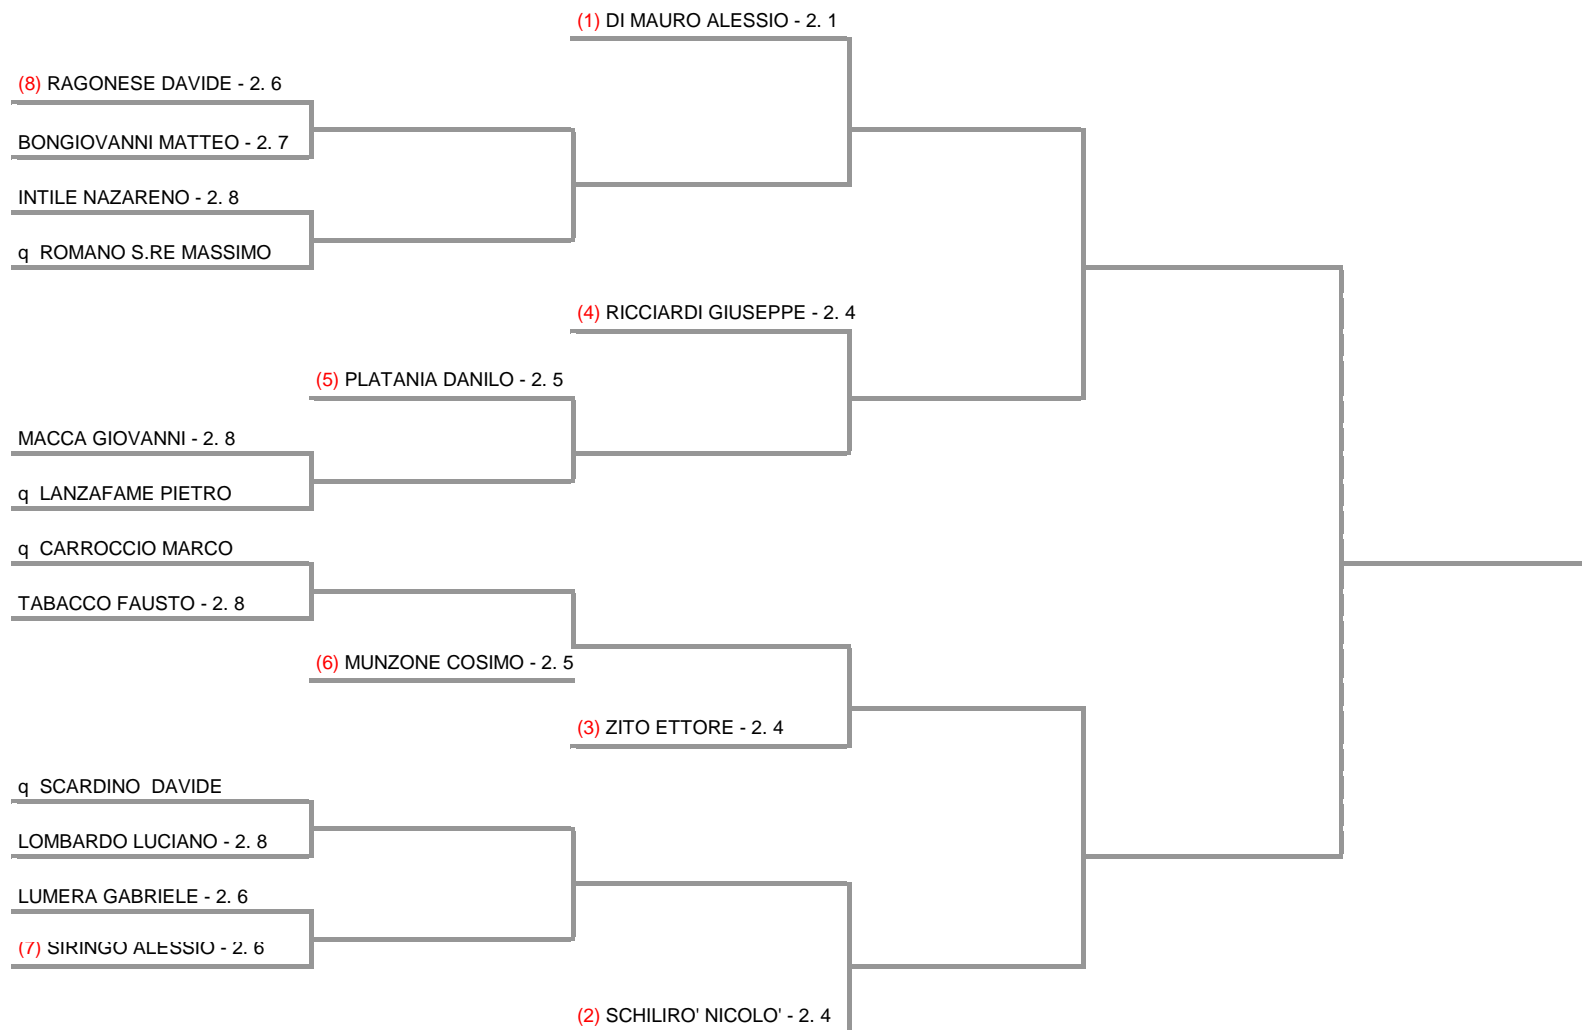 (1) DI MAURO ALESSIO - 2. 1
(8) RAGONESE DAVIDE - 2. 6
BONGIOVANNI MATTEO - 2. 7
INTILE NAZARENO - 2. 8
q  ROMANO S.RE MASSIMO
(4) RICCIARDI GIUSEPPE - 2. 4
(5) PLATANIA DANILO - 2. 5
MACCA GIOVANNI - 2. 8
q  LANZAFAME PIETRO
q  CARROCCIO MARCO
TABACCO FAUSTO - 2. 8
(6) MUNZONE COSIMO - 2. 5
(3) ZITO ETTORE - 2. 4
q  SCARDINO  DAVIDE
LOMBARDO LUCIANO - 2. 8
LUMERA GABRIELE - 2. 6
(7) SIRINGO ALESSIO - 2. 6
(2) SCHILIRO' NICOLO' - 2. 4